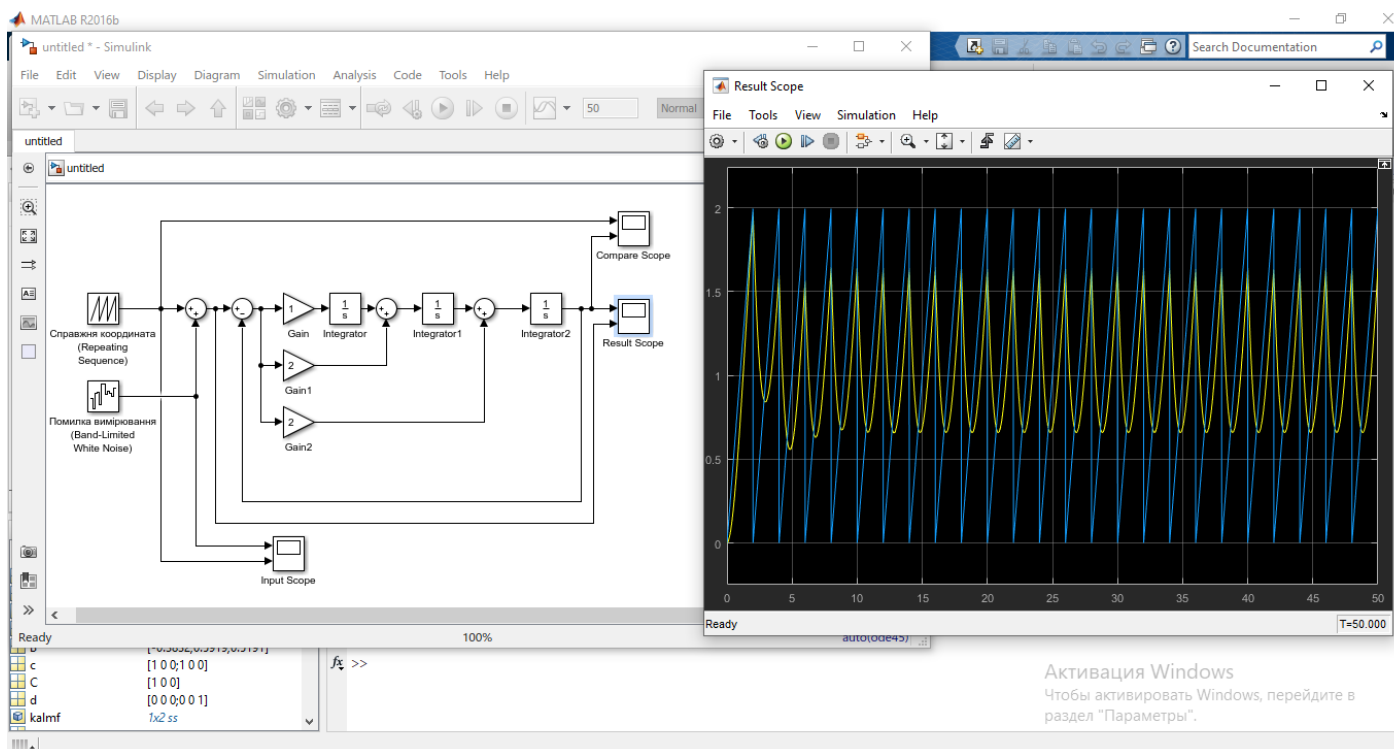 MATLAB R2016b
untitled * - Simulink
File Edit View Display Diagram Simulation Analysis Code Tools Help
50 Normal
untitled
untitled
Search Documentation
Result Scope
File Tools View Simulation Help
Compare Scope
Справжня координата
(Repeating
Sequence)
1
Gain
1
s
Integrator
1
s
Integrator1
1
s
Integrator2
Result Scope
2
Gain1
Помилка вимірювання
(Band-Limited
White Noise)
2
Gain2
Input Scope
2
1.5
1
0.5
0
0 5 10 15 20 25 30 35 40 45 50
Ready T=50.000
Ready 100% auto(ode45)
c [1 0 0;1 0 0]
C [1 0 0]
d [0 0 0;0 0 1]
kalmf 1x2 ss
fx >>
Активация Windows
Чтобы активировать Windows, перейдите в
раздел "Параметры".